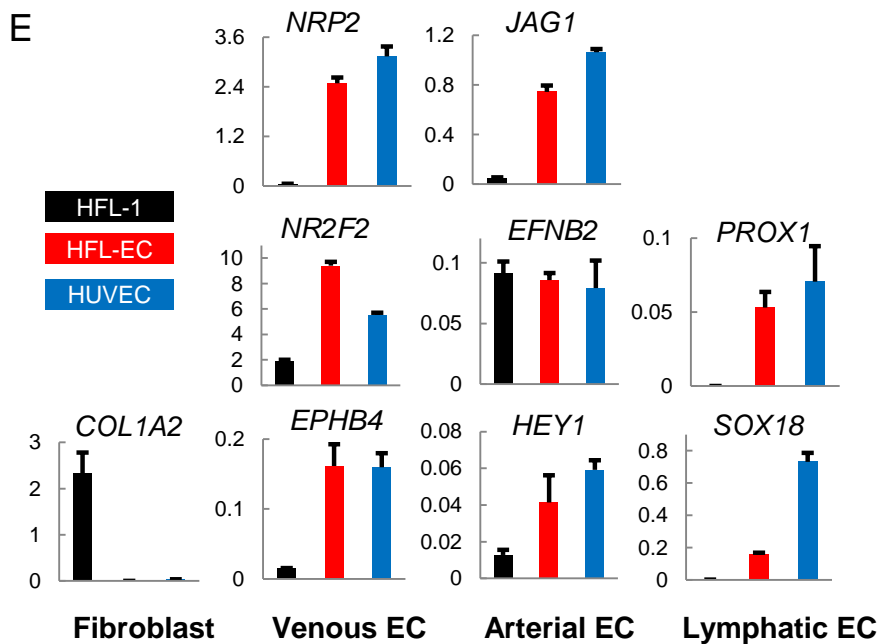 E
NRP2
3.6
2.4
1.2
0
JAG1
1.2
0.8
0.4
0
HFL-1
HFL-EC
HUVEC
NR2F2
10
8
6
4
2
0
EFNB2
0.1
0.05
0
PROX1
0.1
0.05
0
COL1A2
3
2
1
0
EPHB4
0.2
0.1
0
HEY1
0.08
0.06
0.04
0.02
0
SOX18
0.8
0.6
0.4
0.2
0
Fibroblast Venous EC Arterial EC Lymphatic EC